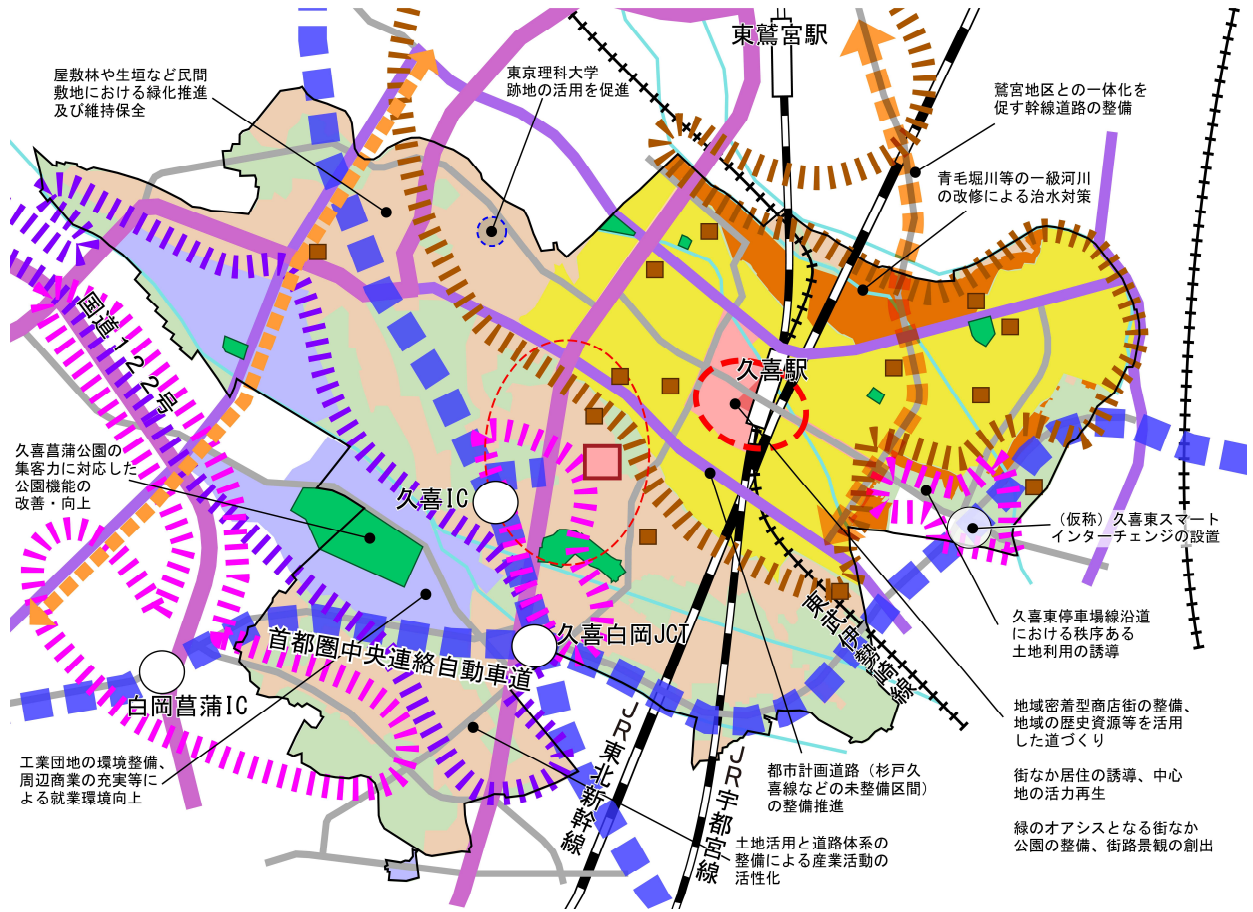 東鷲宮駅
屋敷林や生垣など民間
敷地における緑化推進
及び維持保全
東京理科大学
跡地の活用を促進
鷲宮地区との一体化を
促す幹線道路の整備
青毛堀川等の一級河川
の改修による治水対策
国道122号
久喜駅
久喜菖蒲公園の
集客力に対応した
公園機能の
改善・向上
久喜IC
(仮称)久喜東スマート
インターチェンジの設置
久喜白岡JCT
首都圏中央連絡自動車道
東武伊勢崎線
久喜東停車場線沿道
における秩序ある
土地利用の誘導
白岡菖蒲IC
地域密着型商店街の整備、
地域の歴史資源等を活用
した道づくり
街なか居住の誘導、中心
地の活力再生
緑のオアシスとなる街なか
公園の整備、街路景観の創出
工業団地の環境整備、
周辺商業の充実等に
よる就業環境向上
JR東北新幹線
JR宇都宮線
都市計画道路(杉戸久
喜線などの未整備区間)
の整備推進
土地活用と道路体系の
整備による産業活動の
活性化